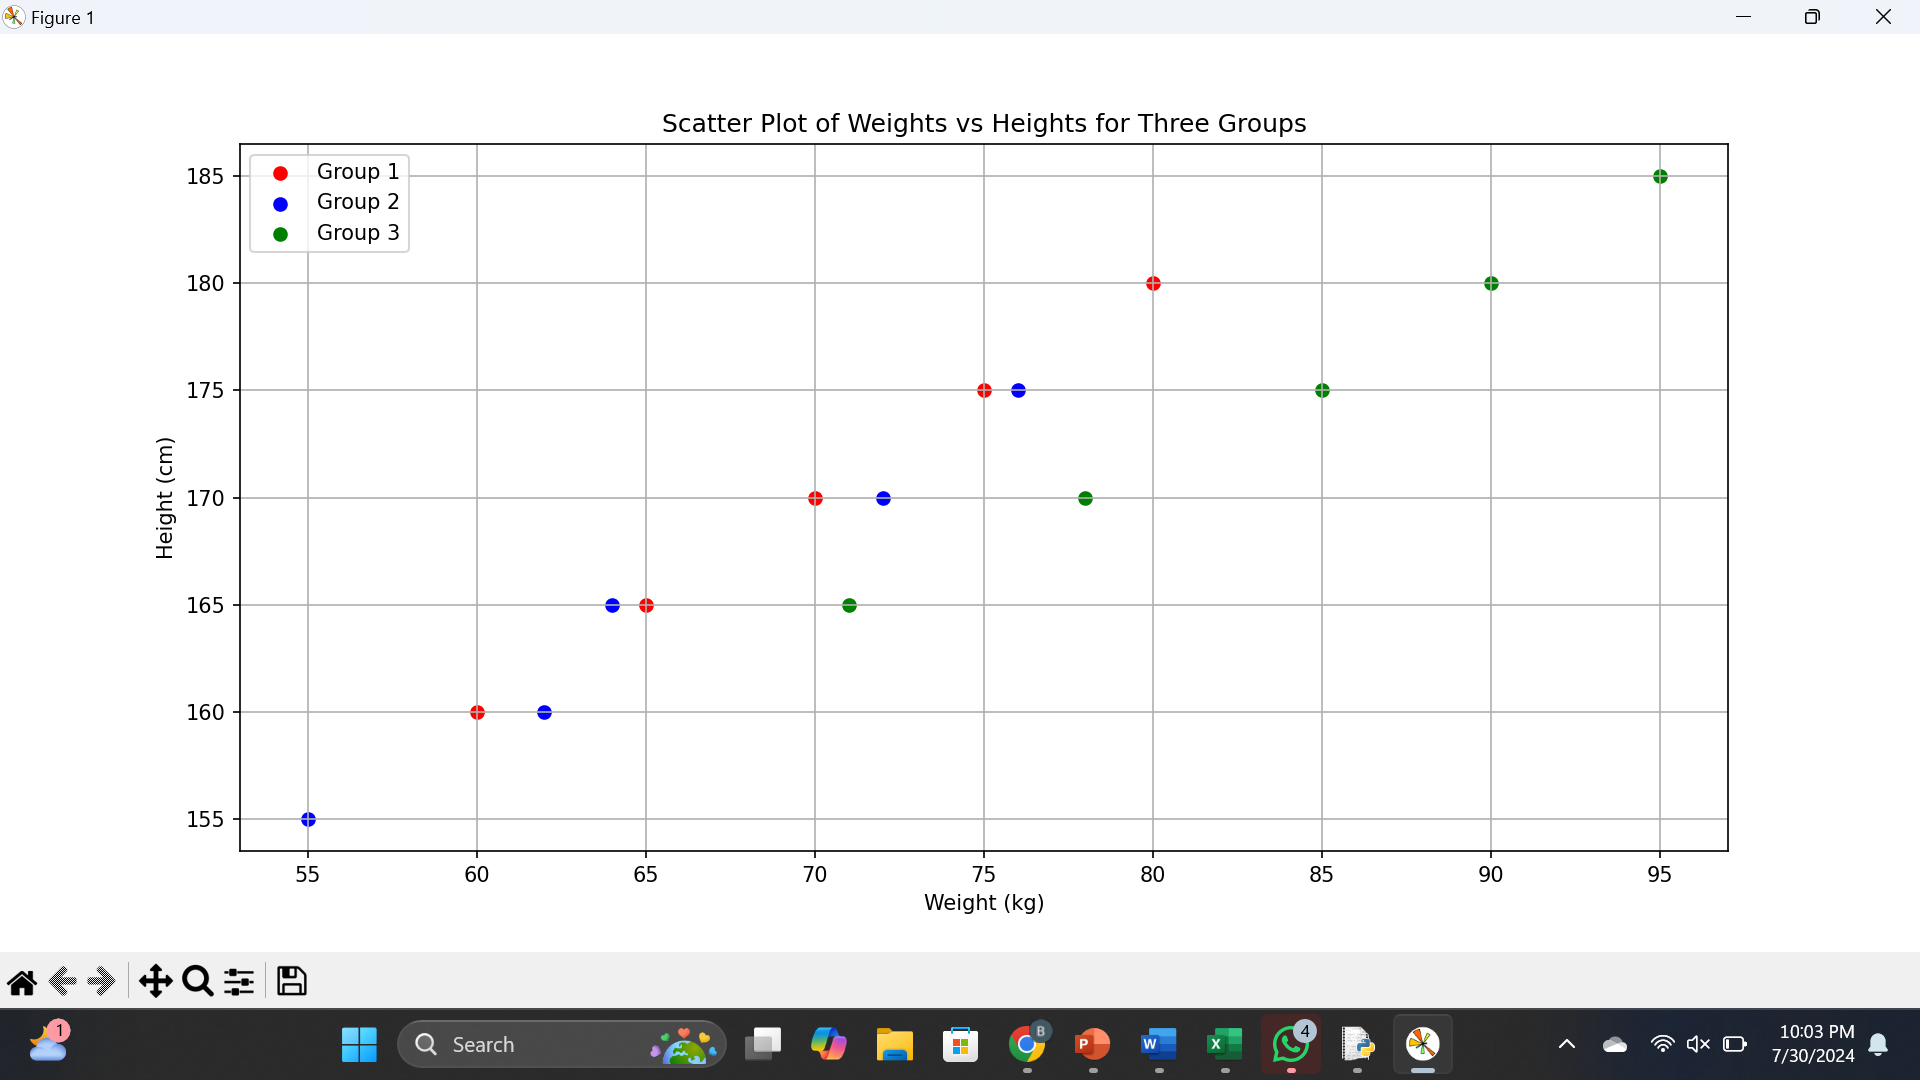 Figure 1
Scatter Plot of Weights vs Heights for Three Groups
Group 1
Group 2
Group 3
185
180
175
170
165
160
155
Height (cm)
55 60 65 70 75 80 85 90 95
Weight (kg)
1
Search
B
P
W
X
4
10:03 PM
7/30/2024